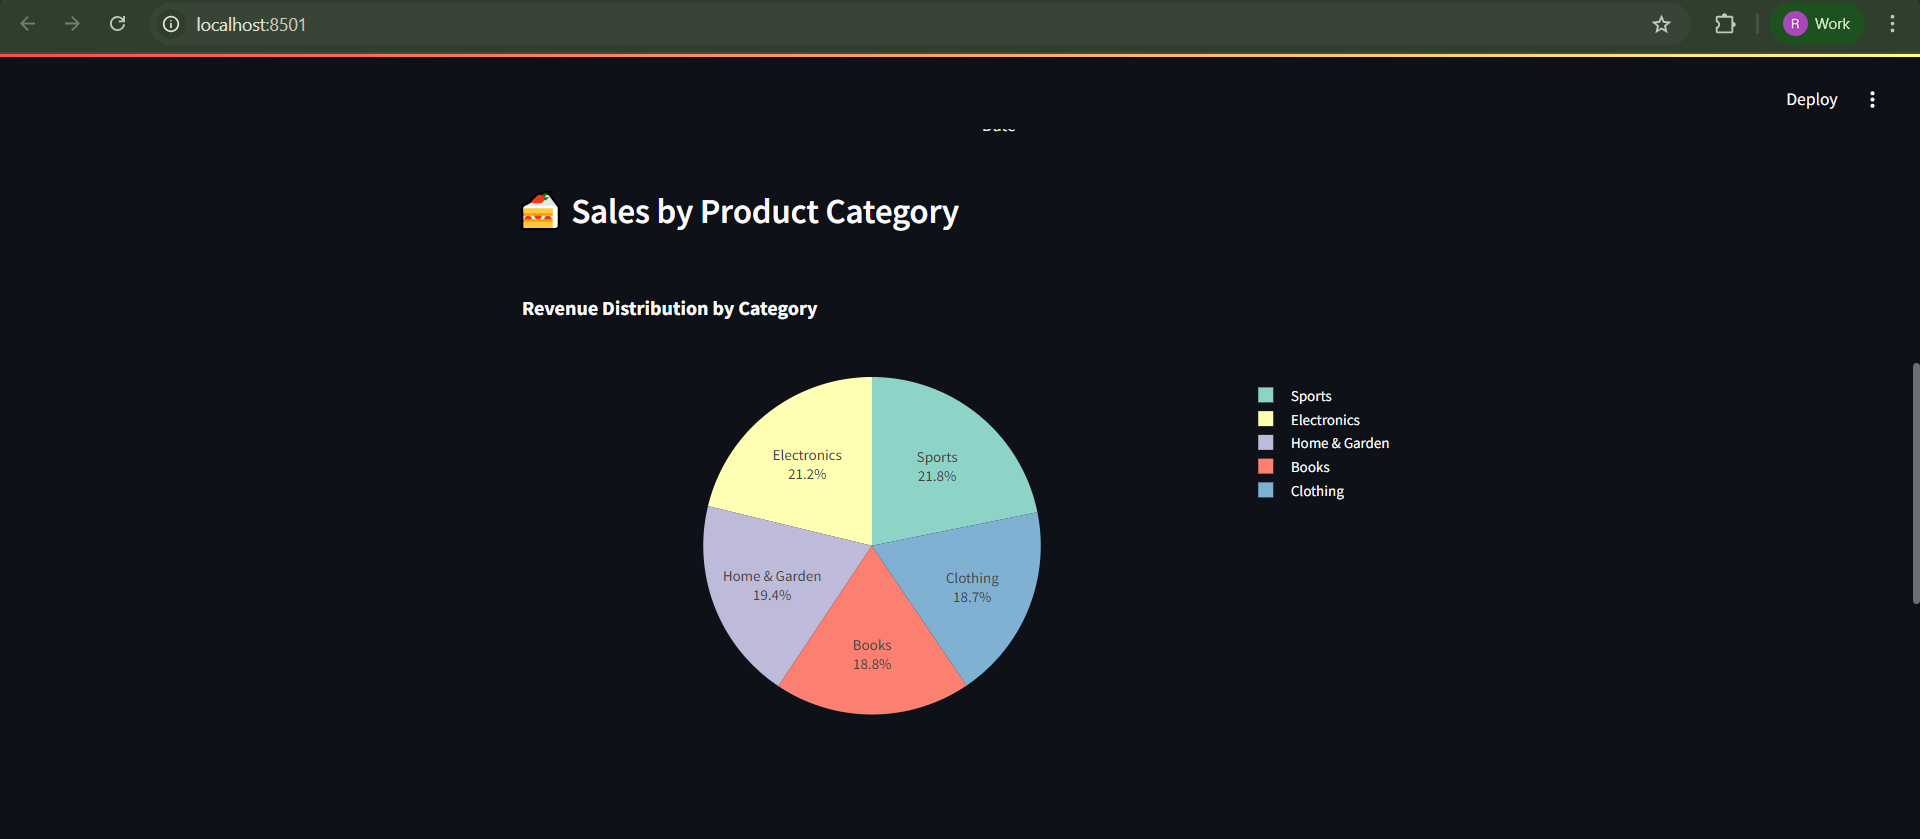 localhost:8501
R Work
Deploy
Date
Sales by Product Category
Revenue Distribution by Category
Electronics
21.2%
Sports
21.8%
Home & Garden
19.4%
Clothing
18.7%
Books
18.8%
Sports
Electronics
Home & Garden
Books
Clothing